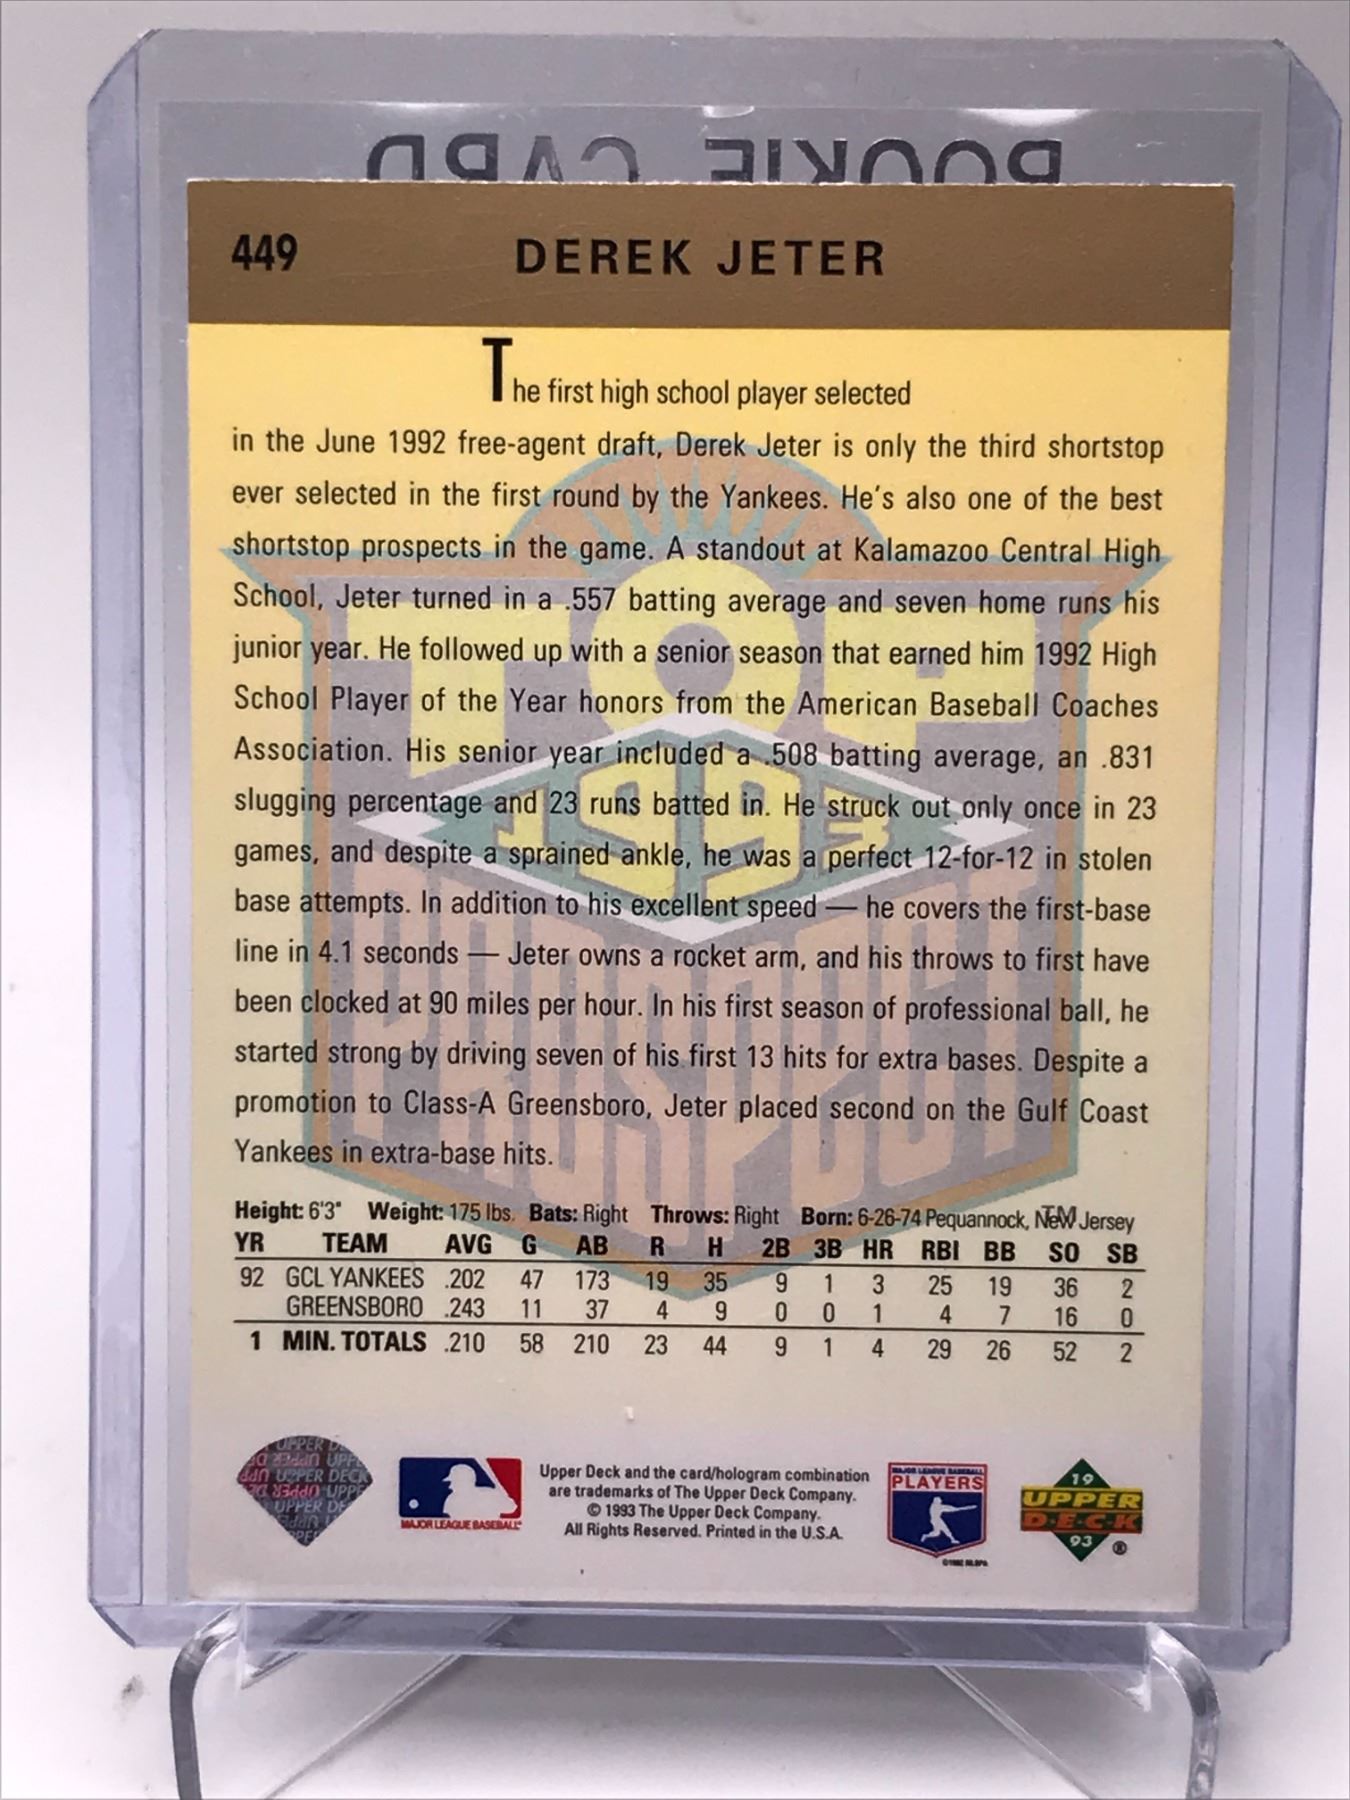 ROOKIE CARD
449 DEREK JETER
The first high school player selected
in the June 1992 free-agent draft, Derek Jeter is only the third shortstop
ever selected in the first round by the Yankees. He's also one of the best
shortstop prospects in the game. A standout at Kalamazoo Central High
School, Jeter turned in a .557 batting average and seven home runs his
junior year. He followed up with a senior season that earned him 1992 High
School Player of the Year honors from the American Baseball Coaches
Association. His senior year included a .508 batting average, an .831
slugging percentage and 23 runs batted in. He struck out only once in 23
games, and despite a sprained ankle, he was a perfect 12-for-12 in stolen
base attempts. In addition to his excellent speed — he covers the first-base
line in 4.1 seconds — Jeter owns a rocket arm, and his throws to first have
been clocked at 90 miles per hour. In his first season of professional ball, he
started strong by driving seven of his first 13 hits for extra bases. Despite a
promotion to Class-A Greensboro, Jeter placed second on the Gulf Coast
Yankees in extra-base hits.
TOP
1993
PROSPECT
TM
Height: 6'3" Weight: 175 lbs. Bats: Right Throws: Right Born: 6-26-74 Pequannock, New Jersey
YR TEAM AVG G AB R H 2B 3B HR RBI BB SO SB
92 GCL YANKEES .202 47 173 19 35 9 1 3 25 19 36 2
GREENSBORO .243 11 37 4 9 0 0 1 4 7 16 0
1 MIN. TOTALS .210 58 210 23 44 9 1 4 29 26 52 2
UPPER DECK
MAJOR LEAGUE BASEBALL
Upper Deck and the card/hologram combination
are trademarks of The Upper Deck Company.
© 1993 The Upper Deck Company.
All Rights Reserved. Printed in the U.S.A.
MAJOR LEAGUE BASEBALL
PLAYERS
19
UPPER
D·E·C·K
93 ®